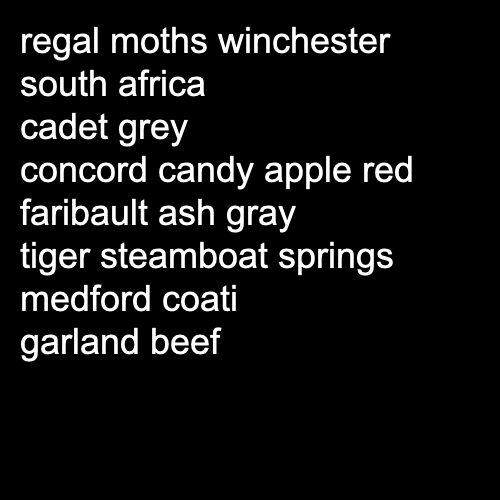 regal moths winchester
south africa
cadet grey
concord candy apple red
faribault ash gray
tiger steamboat springs
medford coati
garland beef